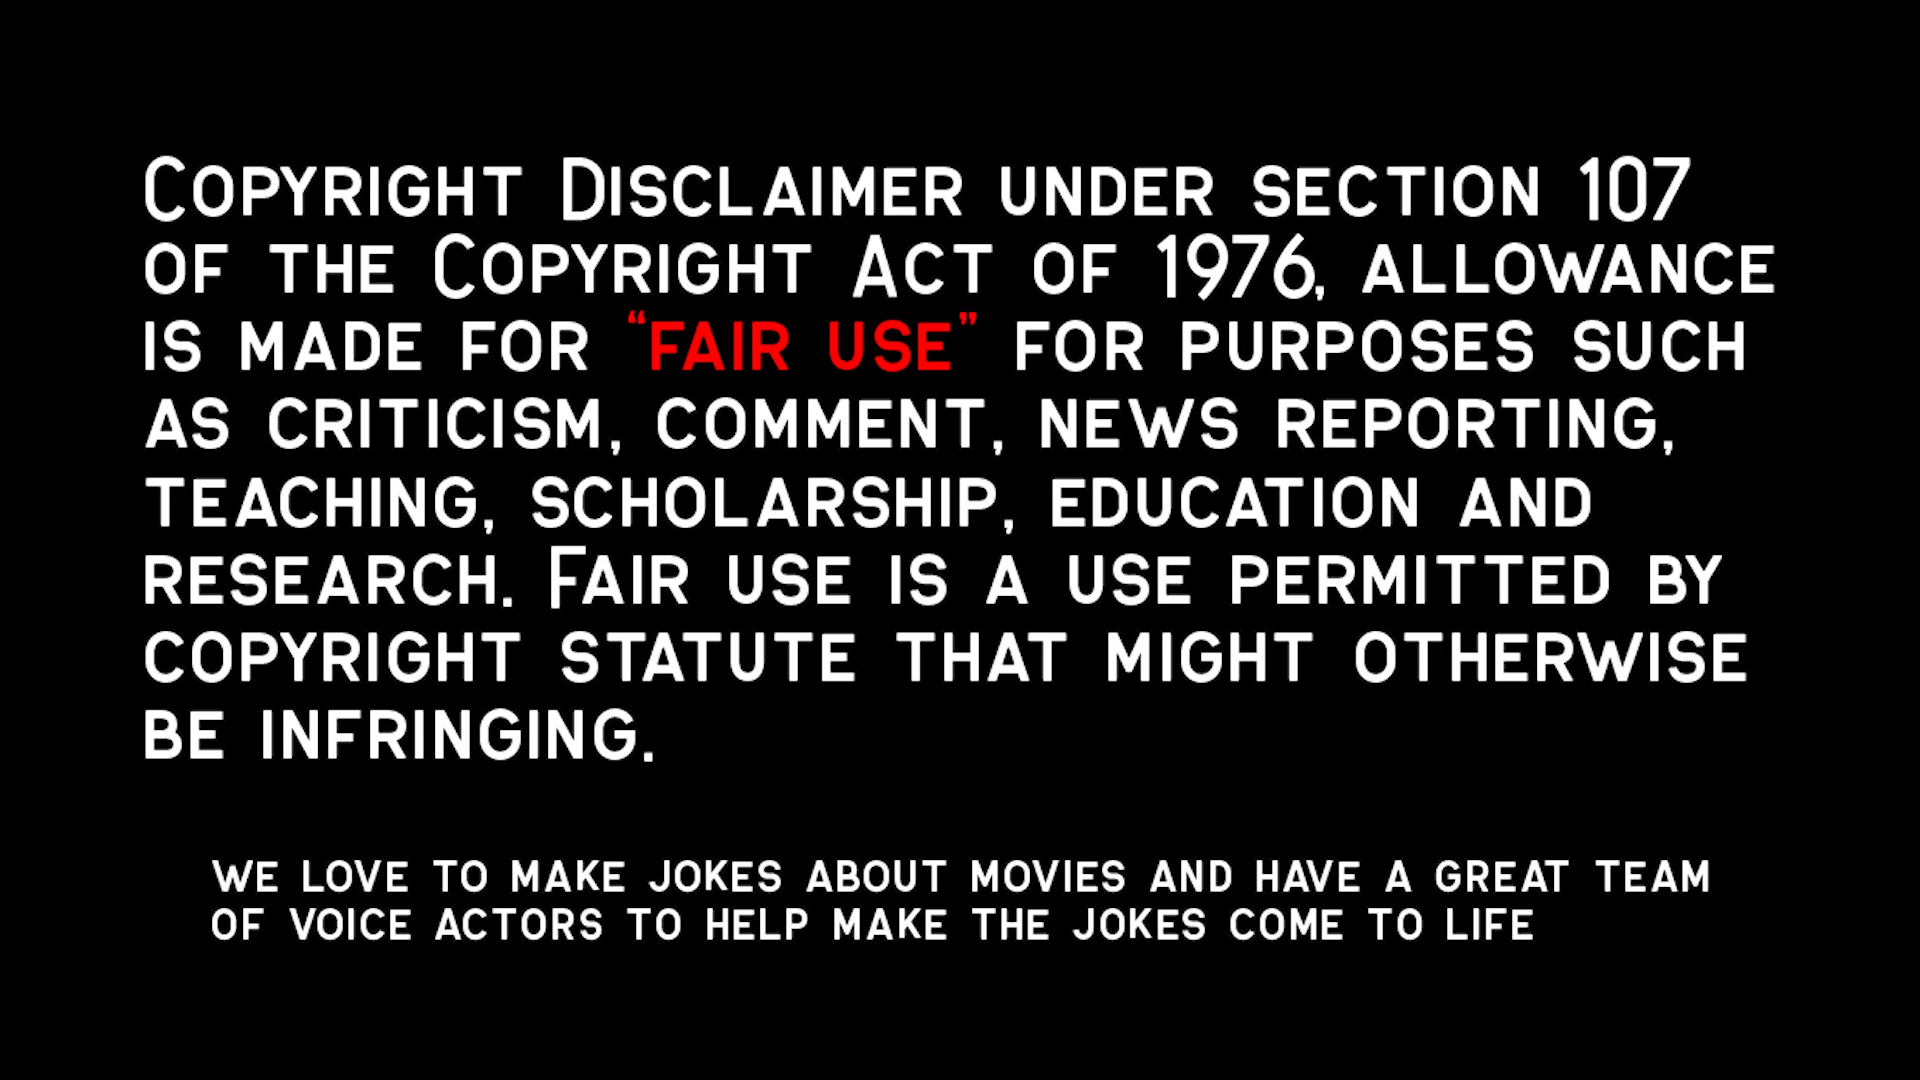 Copyright Disclaimer under section 107
of the Copyright Act of 1976, allowance
is made for “fair use” for purposes such
as criticism, comment, news reporting,
teaching, scholarship, education and
research. Fair use is a use permitted by
copyright statute that might otherwise
be infringing.
we love to make jokes about movies and have a great team
of voice actors to help make the jokes come to life